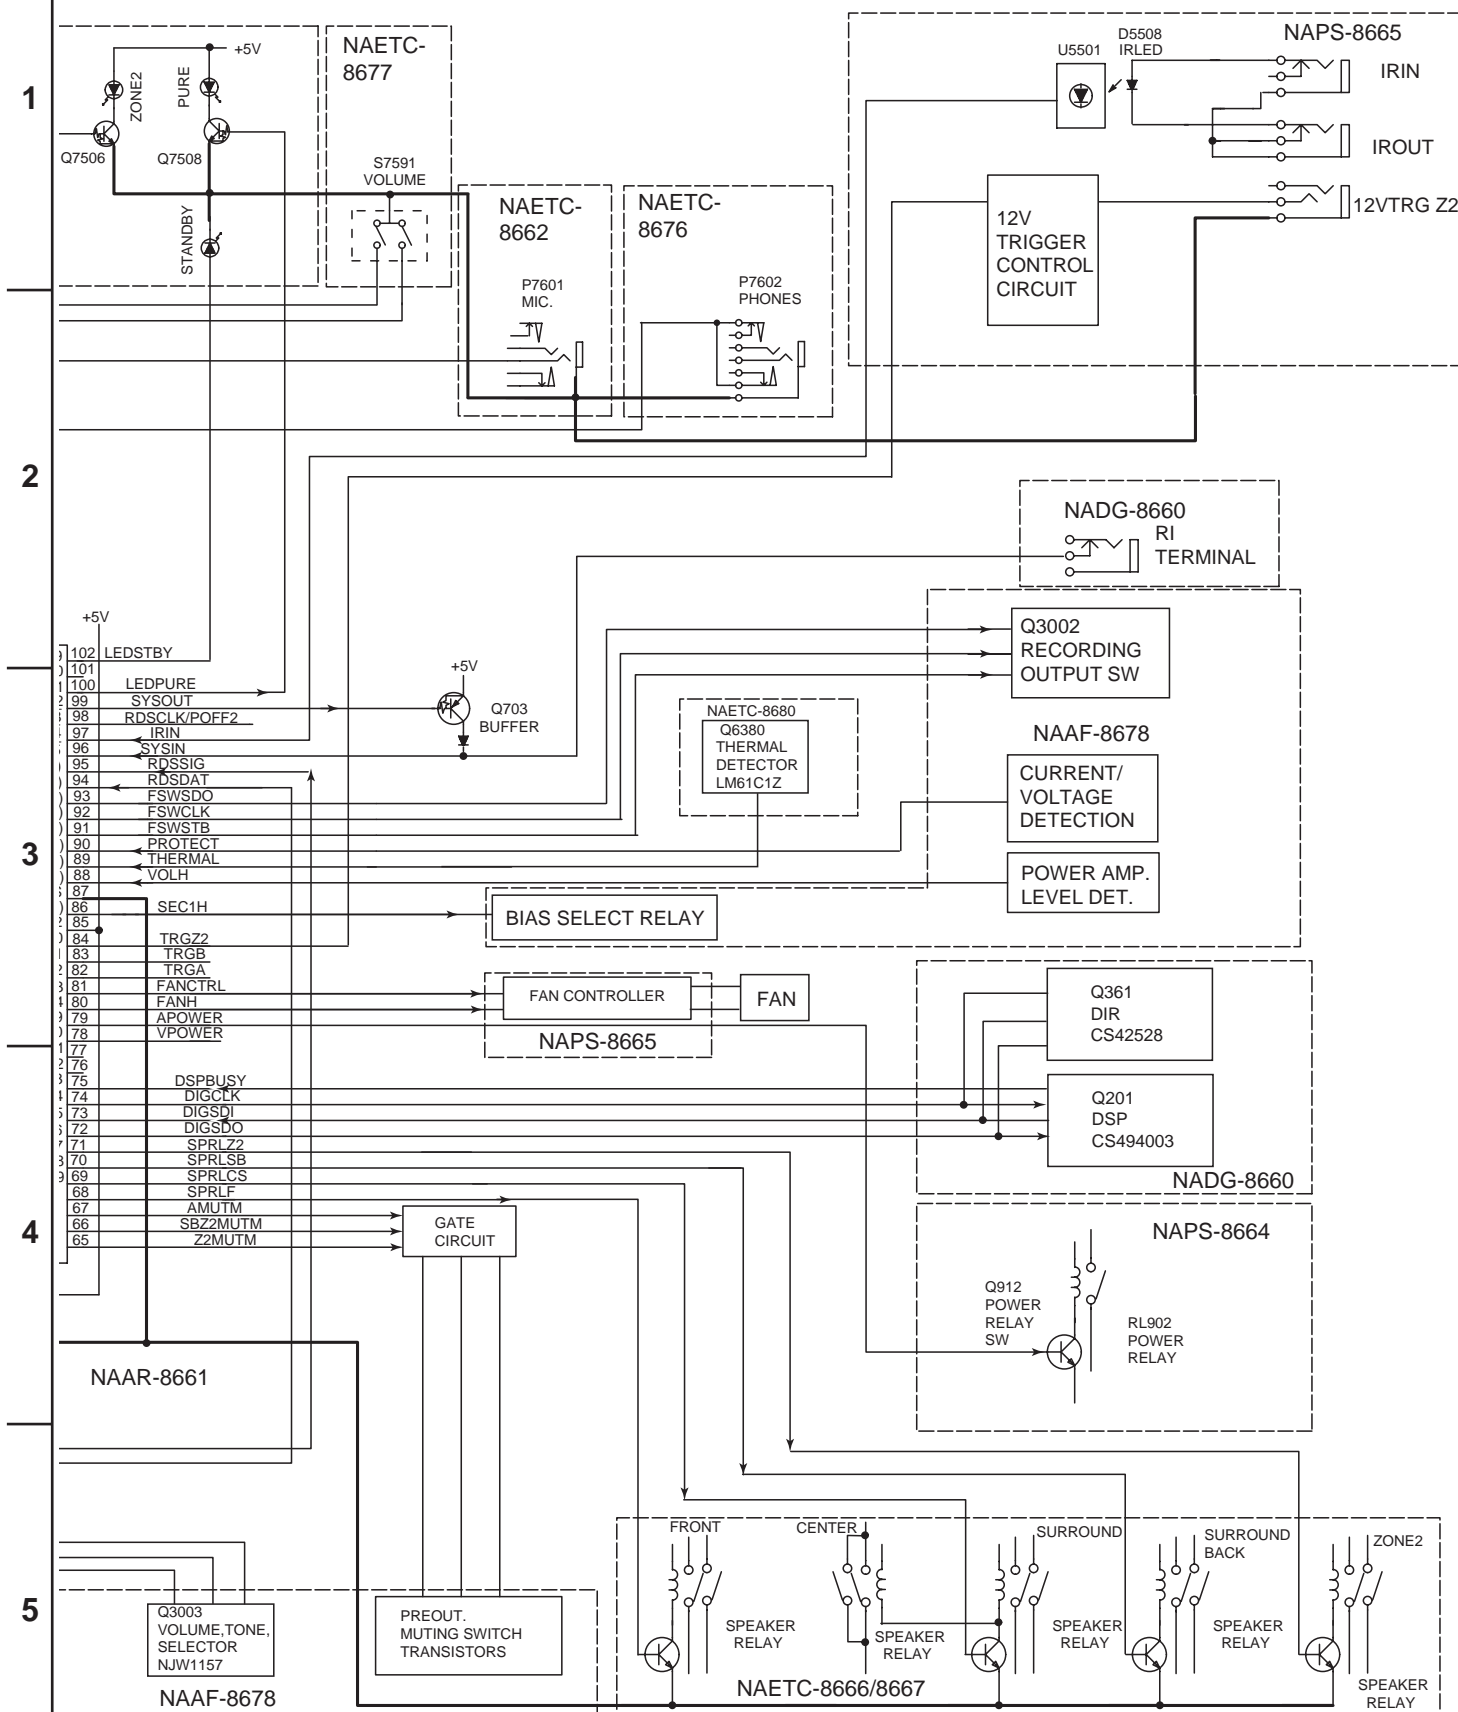 1
2
3
4
5
+5V
ZONE2
PURE
Q7506
Q7508
STANDBY
NAETC-
8677
S7591
VOLUME
NAETC-
8662
P7601
MIC.
NAETC-
8676
P7602
PHONES
U5501
D5508
IRLED
NAPS-8665
IRIN
IROUT
12VTRG Z2
12V
TRIGGER
CONTROL
CIRCUIT
NADG-8660
RI
TERMINAL
+5V
102 LEDSTBY
101
100 LEDPURE
99 SYSOUT
98 RDSCLK/POFF2
97 IRIN
96 SYSIN
95 RDSSIG
94 RDSDAT
93 FSWSDO
92 FSWCLK
91 FSWSTB
90 PROTECT
89 THERMAL
88 VOLH
87
86 SEC1H
85
84 TRGZ2
83 TRGB
82 TRGA
81 FANCTRL
80 FANH
79 APOWER
78 VPOWER
77
76
75 DSPBUSY
74 DIGCLK
73 DIGSDI
72 DIGSDO
71 SPRLZ2
70 SPRLSB
69 SPRLCS
68 SPRLF
67 AMUTM
66 SBZ2MUTM
65 Z2MUTM
+5V
Q703
BUFFER
NAETC-8680
Q6380
THERMAL
DETECTOR
LM61C1Z
Q3002
RECORDING
OUTPUT SW
NAAF-8678
CURRENT/
VOLTAGE
DETECTION
POWER AMP.
LEVEL DET.
BIAS SELECT RELAY
FAN CONTROLLER
FAN
NAPS-8665
Q361
DIR
CS42528
Q201
DSP
CS494003
NADG-8660
GATE
CIRCUIT
NAPS-8664
Q912
POWER
RELAY
SW
RL902
POWER
RELAY
NAAR-8661
FRONT
CENTER
SURROUND
SURROUND
BACK
ZONE2
SPEAKER
RELAY
SPEAKER
RELAY
SPEAKER
RELAY
SPEAKER
RELAY
SPEAKER
RELAY
NAETC-8666/8667
Q3003
VOLUME,TONE,
SELECTOR
NJW1157
NAAF-8678
PREOUT.
MUTING SWITCH
TRANSISTORS